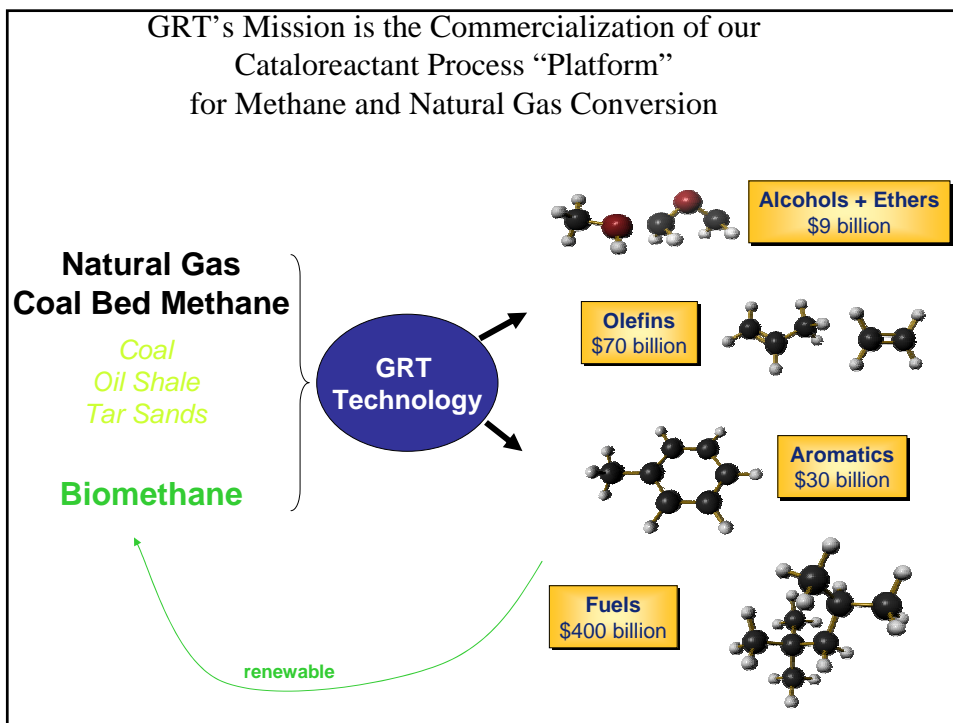 GRT's Mission is the Commercialization of our
Cataloreactant Process “Platform”
for Methane and Natural Gas Conversion
Natural Gas
Coal Bed Methane
Coal
Oil Shale
Tar Sands
Biomethane
GRT
Technology
Alcohols + Ethers
$9 billion
Olefins
$70 billion
Aromatics
$30 billion
Fuels
$400 billion
renewable